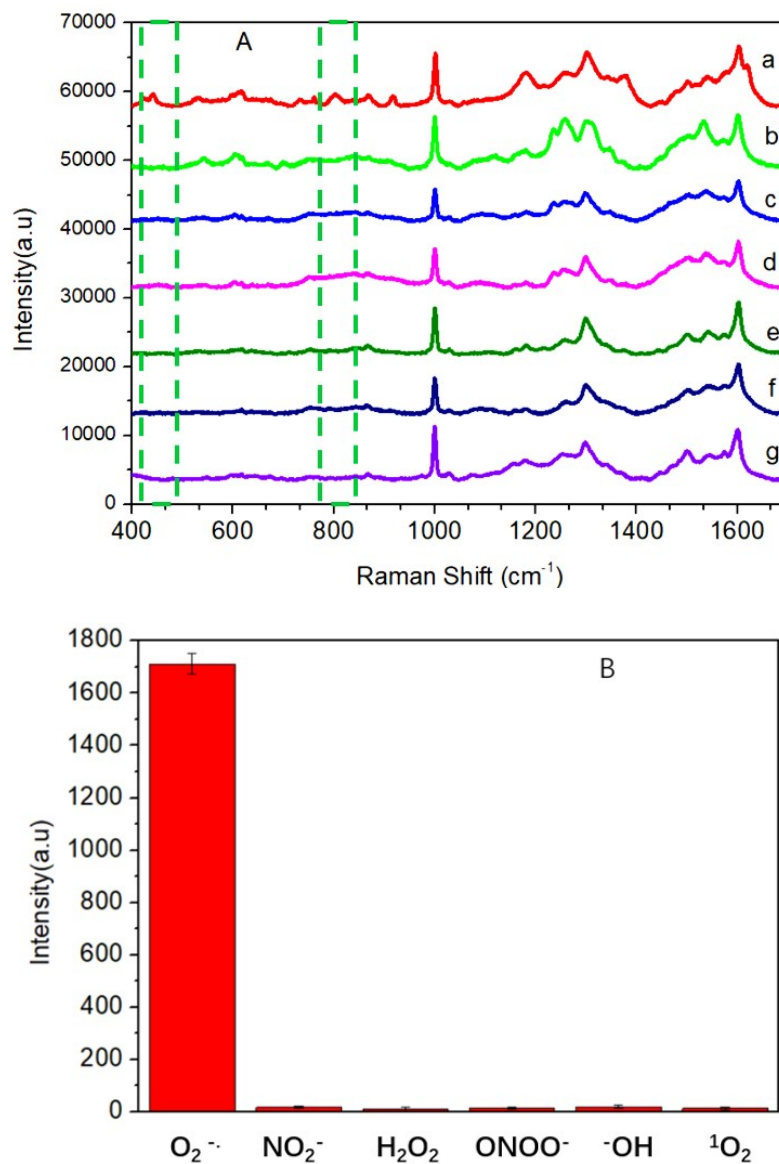 A
70000
60000
50000
40000
30000
20000
10000
0
a
b
c
d
e
f
g
400 600 800 1000 1200 1400 1600
Intensity(a.u)
Raman Shift (cm⁻¹)
B
1800
1600
1400
1200
1000
800
600
400
200
0
Intensity(a.u)
O₂⁻· NO₂⁻ H₂O₂ ONOO⁻ ⁻OH ¹O₂